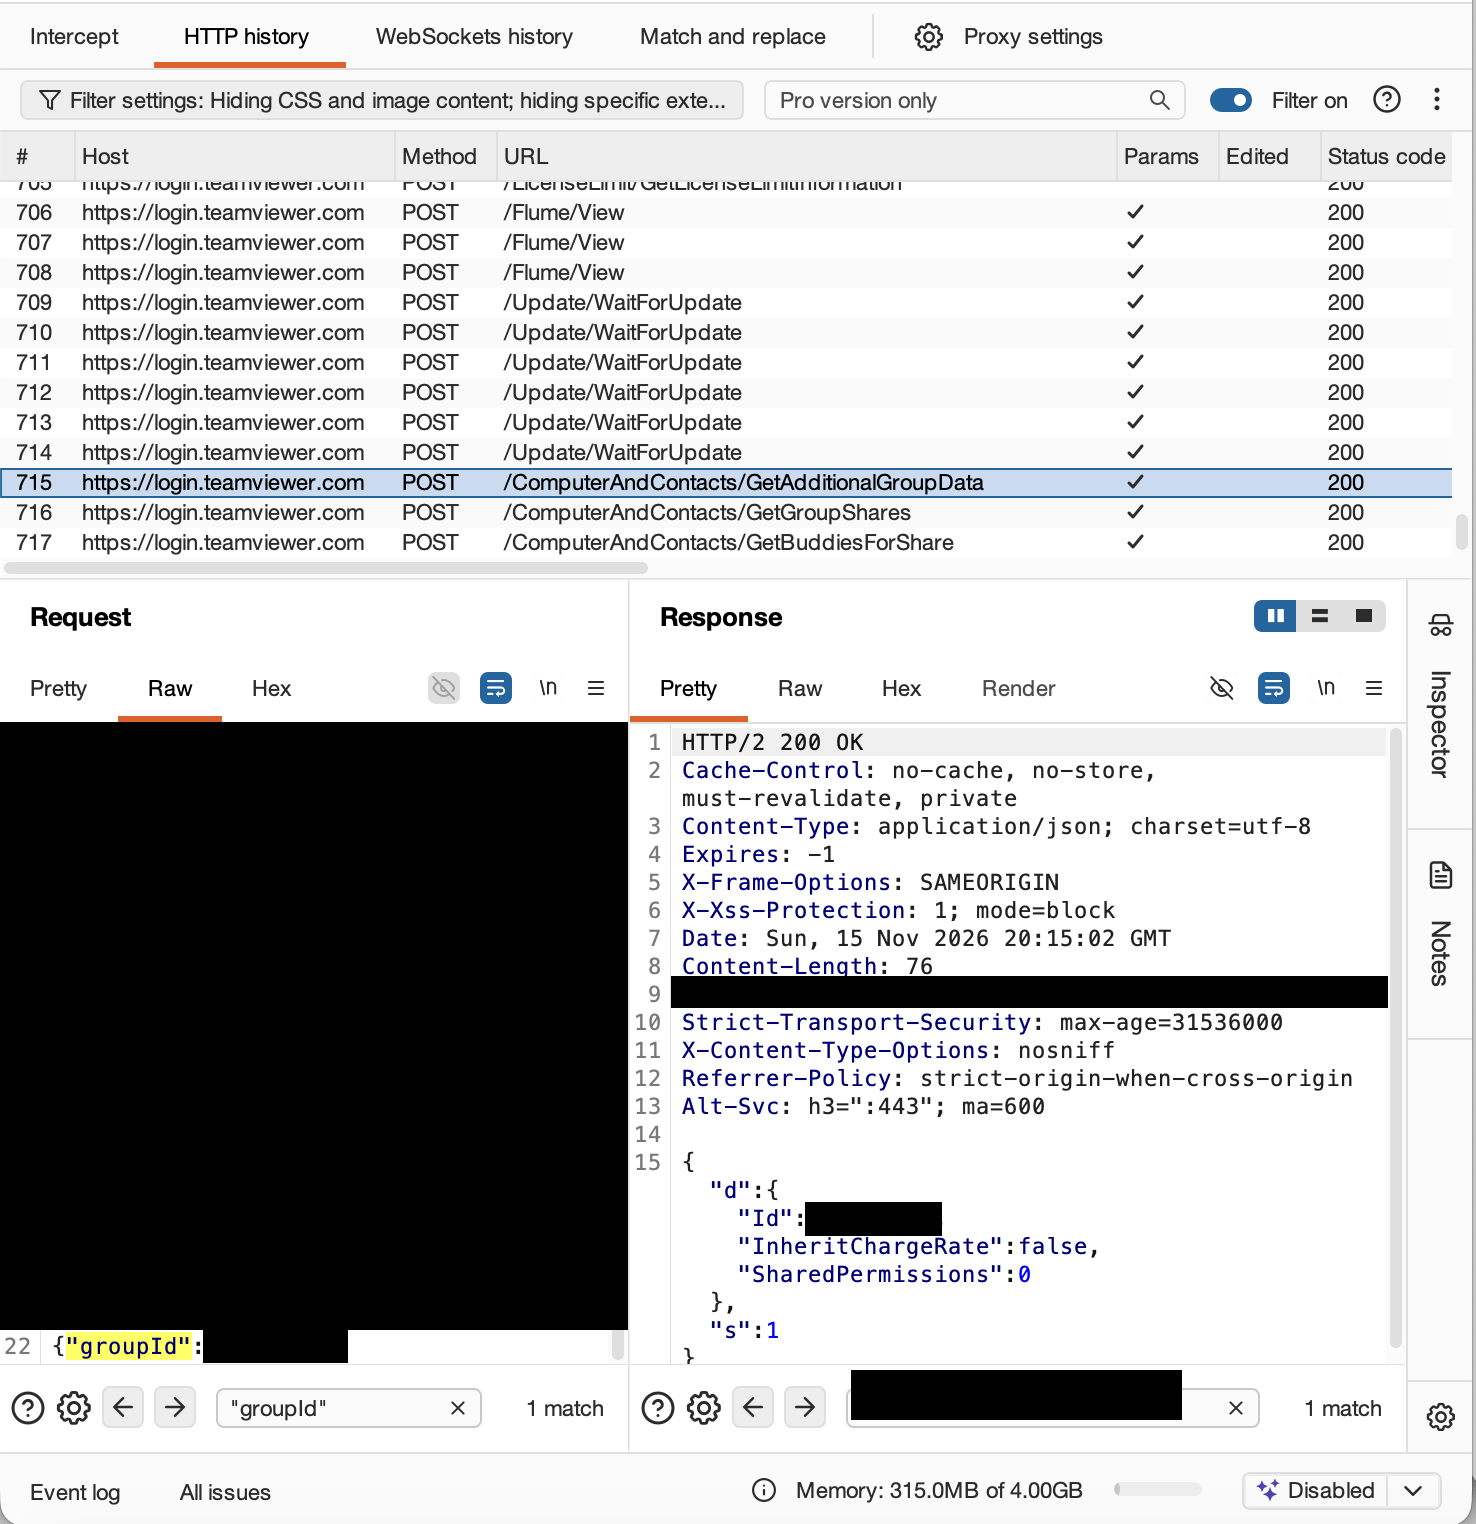 Intercept HTTP history WebSockets history Match and replace Proxy settings
Filter settings: Hiding CSS and image content; hiding specific exte... Pro version only Filter on
# Host Method URL Params Edited Status code
705 https://login.teamviewer.com POST /LicenseLimit/GetLicenseLimitInformation 200
706 https://login.teamviewer.com POST /Flume/View ✓ 200
707 https://login.teamviewer.com POST /Flume/View ✓ 200
708 https://login.teamviewer.com POST /Flume/View ✓ 200
709 https://login.teamviewer.com POST /Update/WaitForUpdate ✓ 200
710 https://login.teamviewer.com POST /Update/WaitForUpdate ✓ 200
711 https://login.teamviewer.com POST /Update/WaitForUpdate ✓ 200
712 https://login.teamviewer.com POST /Update/WaitForUpdate ✓ 200
713 https://login.teamviewer.com POST /Update/WaitForUpdate ✓ 200
714 https://login.teamviewer.com POST /Update/WaitForUpdate ✓ 200
715 https://login.teamviewer.com POST /ComputerAndContacts/GetAdditionalGroupData ✓ 200
716 https://login.teamviewer.com POST /ComputerAndContacts/GetGroupShares ✓ 200
717 https://login.teamviewer.com POST /ComputerAndContacts/GetBuddiesForShare ✓ 200
Request
Pretty Raw Hex \n
22 {"groupId":
"groupId" 1 match
Response
Pretty Raw Hex Render \n
1 HTTP/2 200 OK
2 Cache-Control: no-cache, no-store,
must-revalidate, private
3 Content-Type: application/json; charset=utf-8
4 Expires: -1
5 X-Frame-Options: SAMEORIGIN
6 X-Xss-Protection: 1; mode=block
7 Date: Sun, 15 Nov 2026 20:15:02 GMT
8 Content-Length: 76
9
10 Strict-Transport-Security: max-age=31536000
11 X-Content-Type-Options: nosniff
12 Referrer-Policy: strict-origin-when-cross-origin
13 Alt-Svc: h3=":443"; ma=600
14
15 {
"d":{
"Id":
"InheritChargeRate":false,
"SharedPermissions":0
},
"s":1
}
1 match
Inspector
Notes
Event log All issues Memory: 315.0MB of 4.00GB Disabled